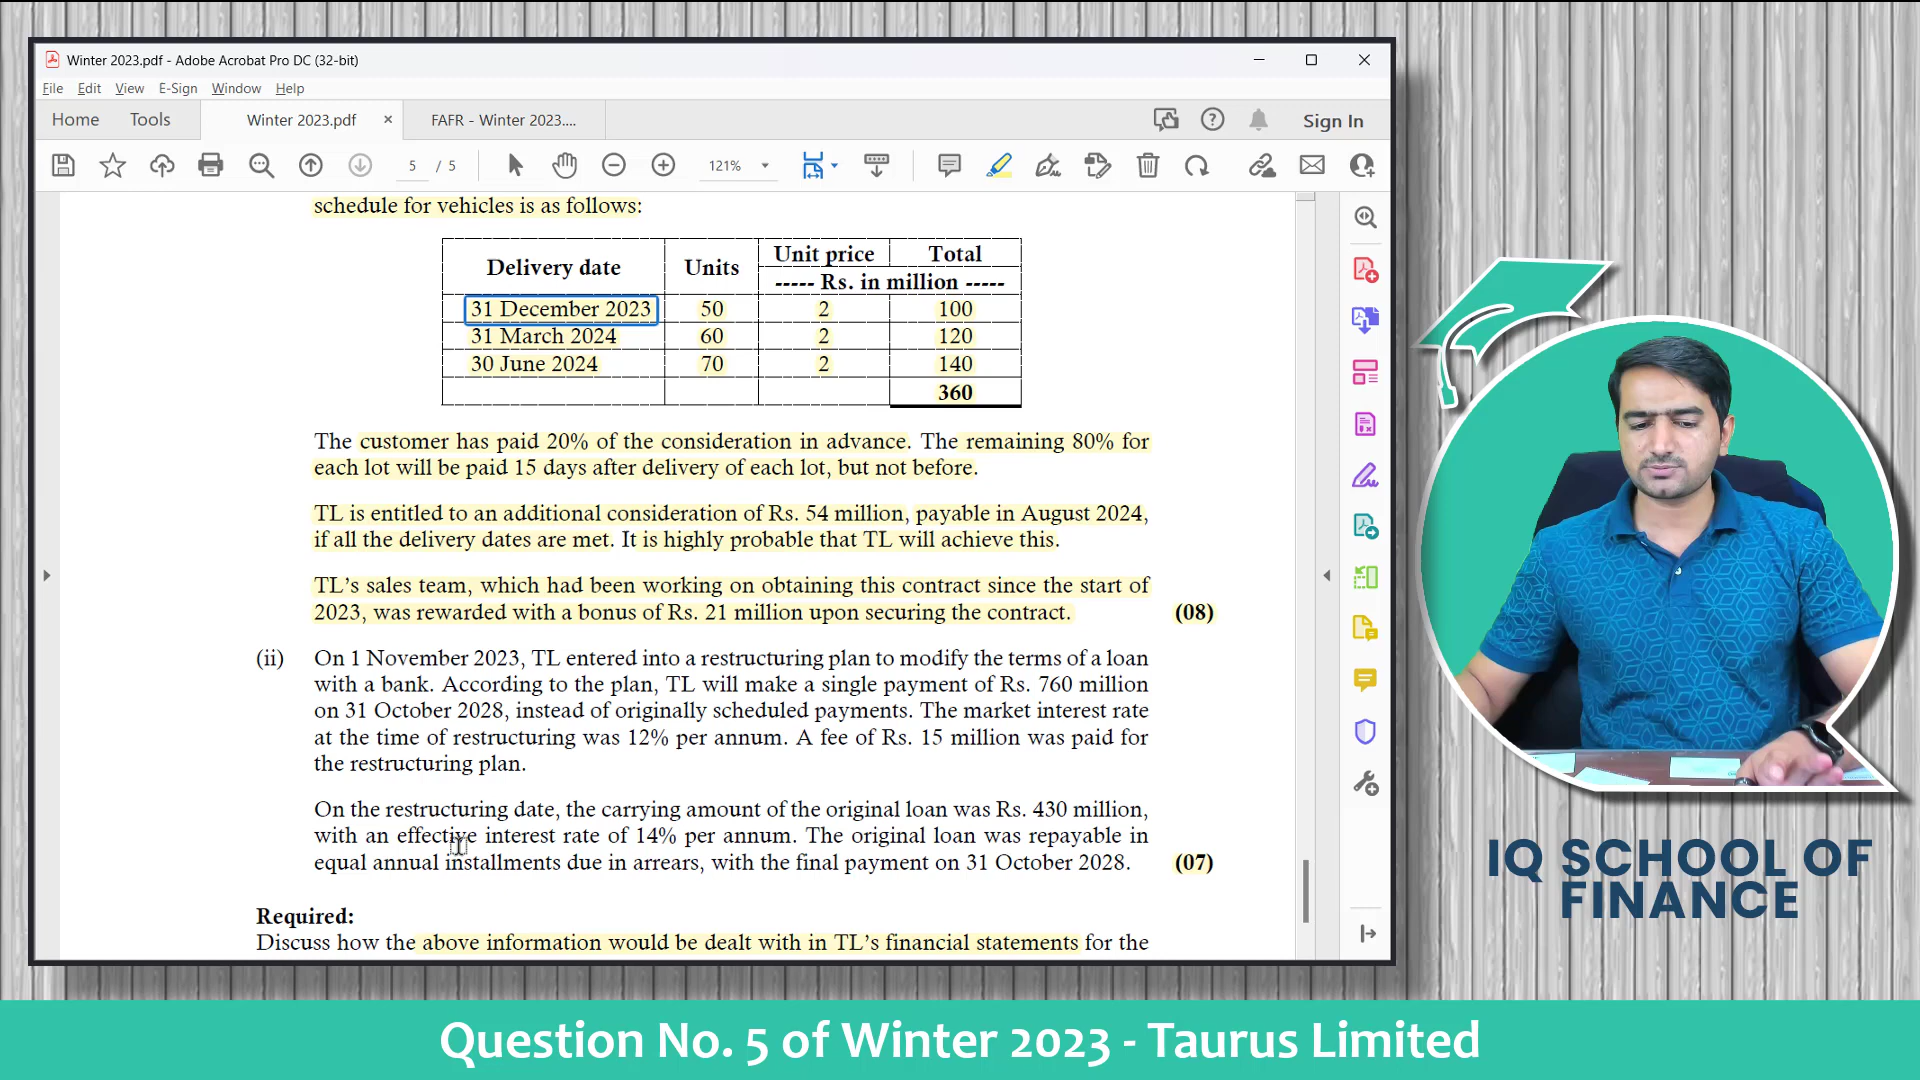 Winter 2023.pdf - Adobe Acrobat Pro DC (32-bit)
File Edit View E-Sign Window Help
Home Tools Winter 2023.pdf × FAFR - Winter 2023.... Sign In
5 / 5 121%
schedule for vehicles is as follows:
Delivery date Units Unit price Total
----- Rs. in million -----
31 December 2023 50 2 100
31 March 2024 60 2 120
30 June 2024 70 2 140
360
The customer has paid 20% of the consideration in advance. The remaining 80% for
each lot will be paid 15 days after delivery of each lot, but not before.
TL is entitled to an additional consideration of Rs. 54 million, payable in August 2024,
if all the delivery dates are met. It is highly probable that TL will achieve this.
TL's sales team, which had been working on obtaining this contract since the start of
2023, was rewarded with a bonus of Rs. 21 million upon securing the contract. (08)
(ii) On 1 November 2023, TL entered into a restructuring plan to modify the terms of a loan
with a bank. According to the plan, TL will make a single payment of Rs. 760 million
on 31 October 2028, instead of originally scheduled payments. The market interest rate
at the time of restructuring was 12% per annum. A fee of Rs. 15 million was paid for
the restructuring plan.
On the restructuring date, the carrying amount of the original loan was Rs. 430 million,
with an effective interest rate of 14% per annum. The original loan was repayable in
equal annual installments due in arrears, with the final payment on 31 October 2028. (07)
Required:
Discuss how the above information would be dealt with in TL's financial statements for the
IQ SCHOOL OF
FINANCE
Question No. 5 of Winter 2023 - Taurus Limited